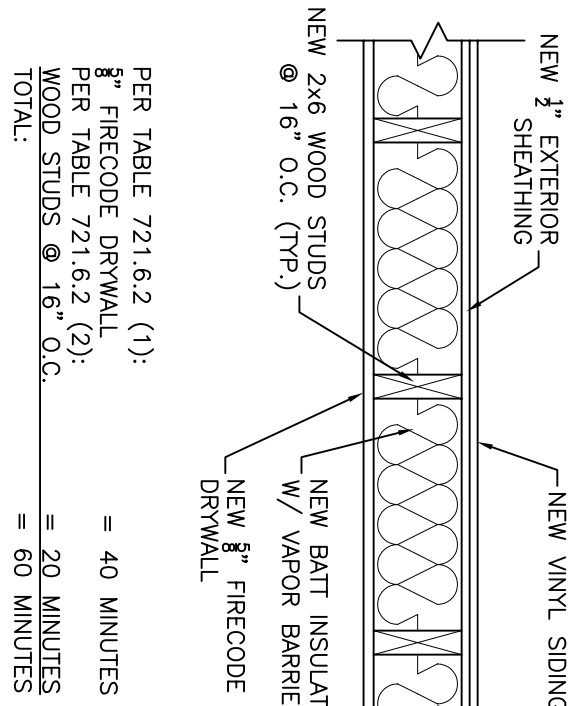 NEW 1/2" EXTERIOR
SHEATHING
NEW VINYL SIDING
NEW 2x6 WOOD STUDS
@ 16" O.C. (TYP.)
NEW BATT INSULAT
W/ VAPOR BARRIE
NEW 5/8" FIRECODE
DRYWALL
PER TABLE 721.6.2 (1):
5/8" FIRECODE DRYWALL = 40 MINUTES
PER TABLE 721.6.2 (2):
WOOD STUDS @ 16" O.C. = 20 MINUTES
TOTAL: = 60 MINUTES